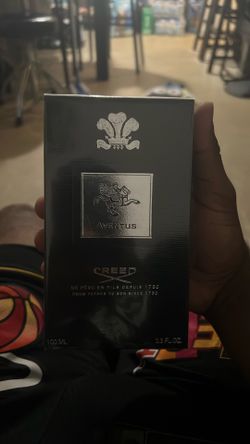 AVENTUS
CREED
DE PÈRE EN FILS DEPUIS 1760
FROM FATHER TO SON SINCE 1760
100 ML 3.3 FL.OZ.